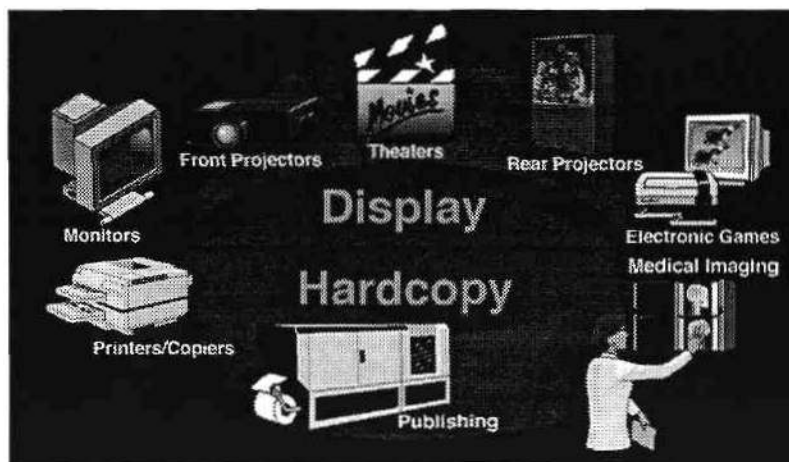 Movies
Front Projectors
Theaters
Rear Projectors
Display
Monitors
Electronic Games
Medical Imaging
Hardcopy
Printers/Copiers
Publishing